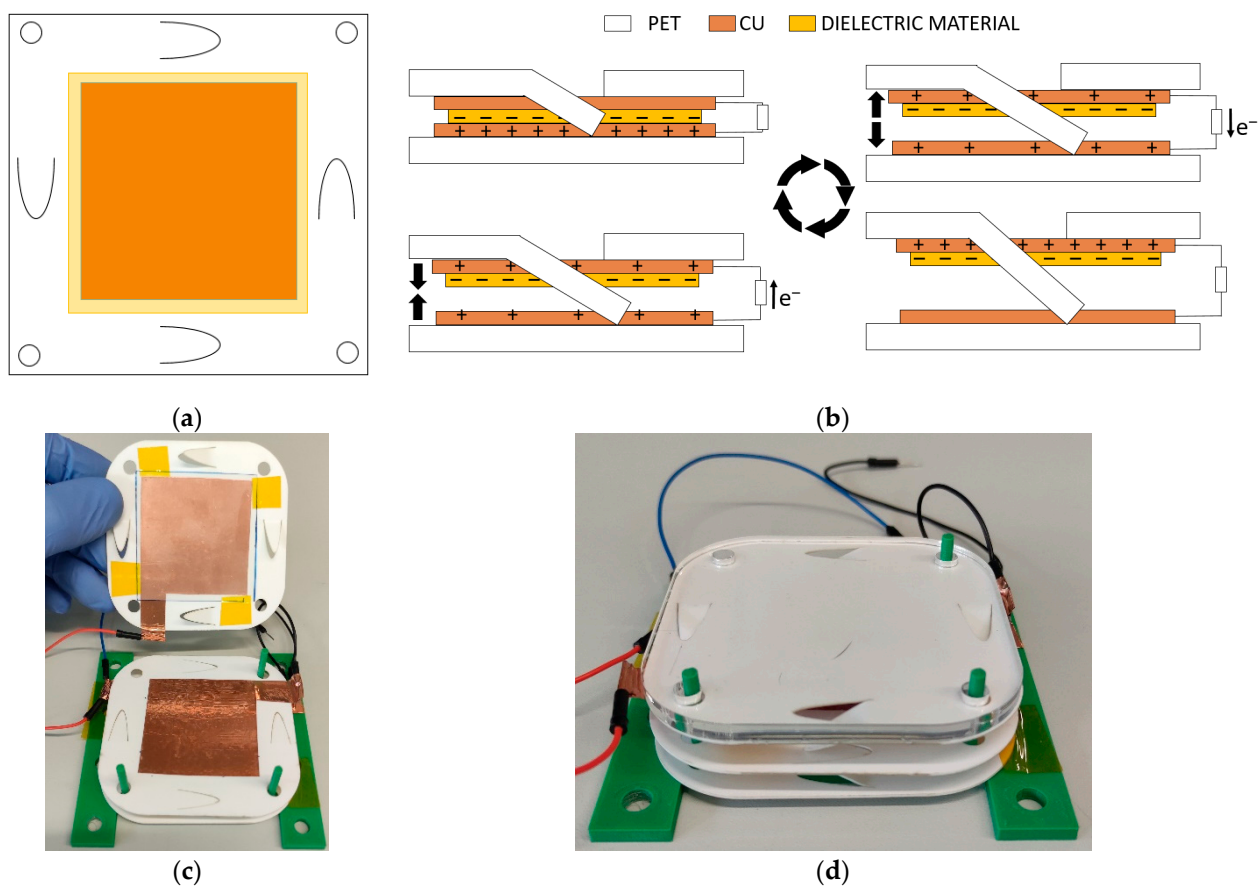 PET CU DIELECTRIC MATERIAL
− − − − − − − − −
+ + + + + + + + + +
+ + + + +
− − − − − − − −
+ + + + +
e⁻
+ + + + +
− − − − − − − − −
+ + + + +
e⁻
+ + + + + + + + +
− − − − − − − −
(a)
(b)
(c)
(d)